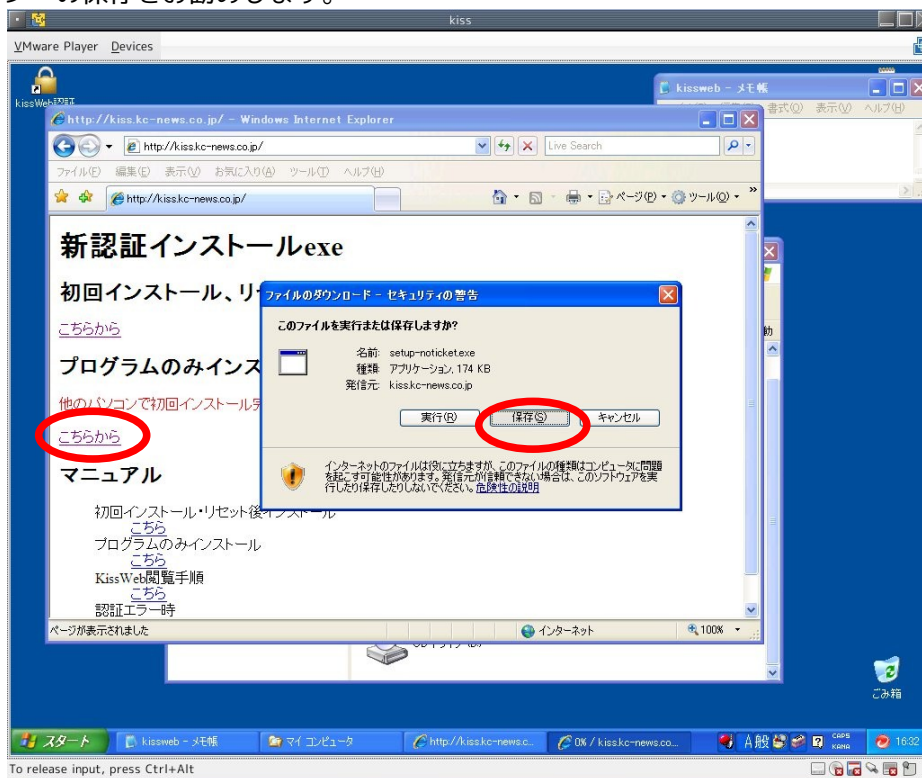 kiss
VMware Player Devices
kissWeb認証
kissweb - メモ帳
書式(O) 表示(V) ヘルプ(H)
http://kiss.kc-news.co.jp/ - Windows Internet Explorer
http://kiss.kc-news.co.jp/
Live Search
ファイル(F) 編集(E) 表示(V) お気に入り(A) ツール(T) ヘルプ(H)
http://kiss.kc-news.co.jp/
ページ(P) ツール(O) »
新認証インストールexe
初回インストール、リ
こちらから
プログラムのみインス
他のパソコンで初回インストール
こちらから
マニュアル
初回インストール・リセット後インストール
こちら
プログラムのみインストール
こちら
KissWeb閲覧手順
こちら
認証エラー時
ファイルのダウンロード - セキュリティの警告
このファイルを実行または保存しますか?
名前: setup-noticket.exe
種類: アプリケーション, 174 KB
発信元: kiss.kc-news.co.jp
実行(R) 保存(S) キャンセル
インターネットのファイルは役に立ちますが、このファイルの種類はコンピュータに問題
を起こす可能性があります。発信元が信頼できない場合は、このソフトウェアを実
行したり保存したりしないでください。危険性の説明
ページが表示されました インターネット 100%
ごみ箱
スタート kissweb - メモ帳 マイ コンピュータ http://kiss.kc-news.c... 0% / kiss.kc-news.co... A 般 CAPS KANA 16:32
To release input, press Ctrl+Alt